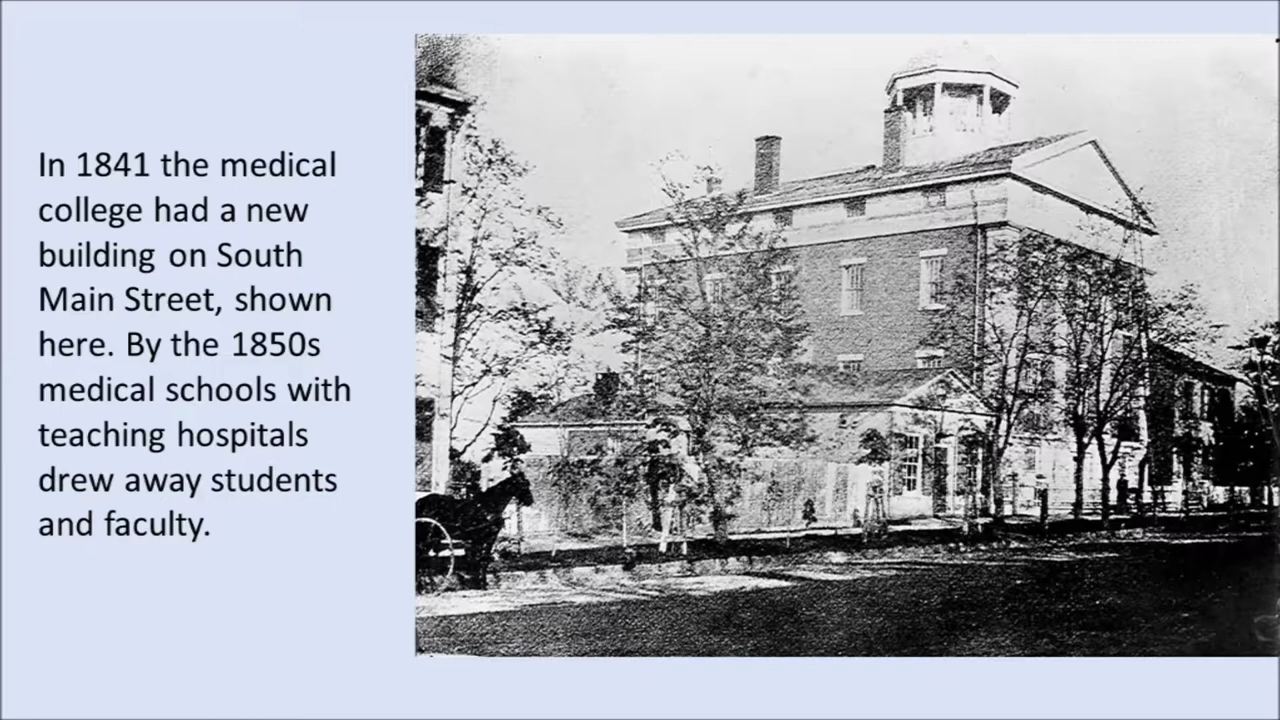 In 1841 the medical
college had a new
building on South
Main Street, shown
here. By the 1850s
medical schools with
teaching hospitals
drew away students
and faculty.